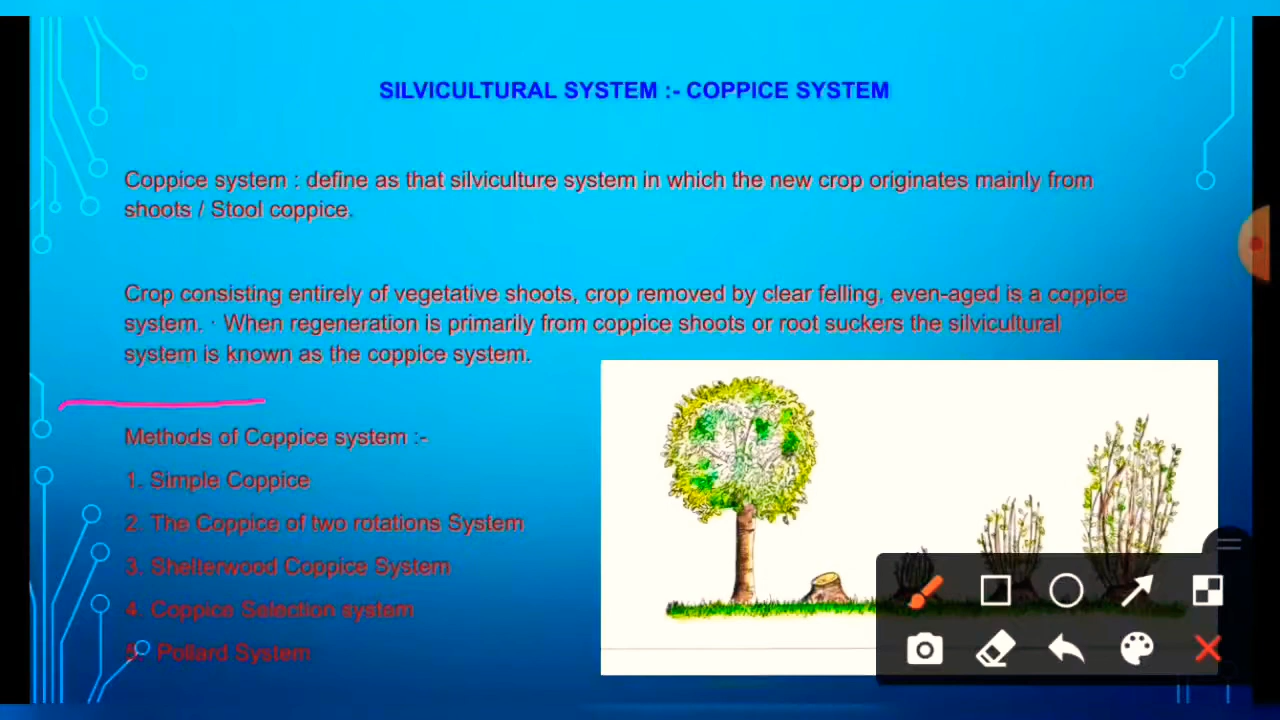 SILVICULTURAL SYSTEM :- COPPICE SYSTEM
Coppice system : define as that silviculture system in which the new crop originates mainly from
shoots / Stool coppice.
Crop consisting entirely of vegetative shoots, crop removed by clear felling, even-aged is a coppice
system. · When regeneration is primarily from coppice shoots or root suckers the silvicultural
system is known as the coppice system.
Methods of Coppice system :-
1. Simple Coppice
2. The Coppice of two rotations System
3. Shelterwood Coppice System
4. Coppice Selection system
5. Pollard System